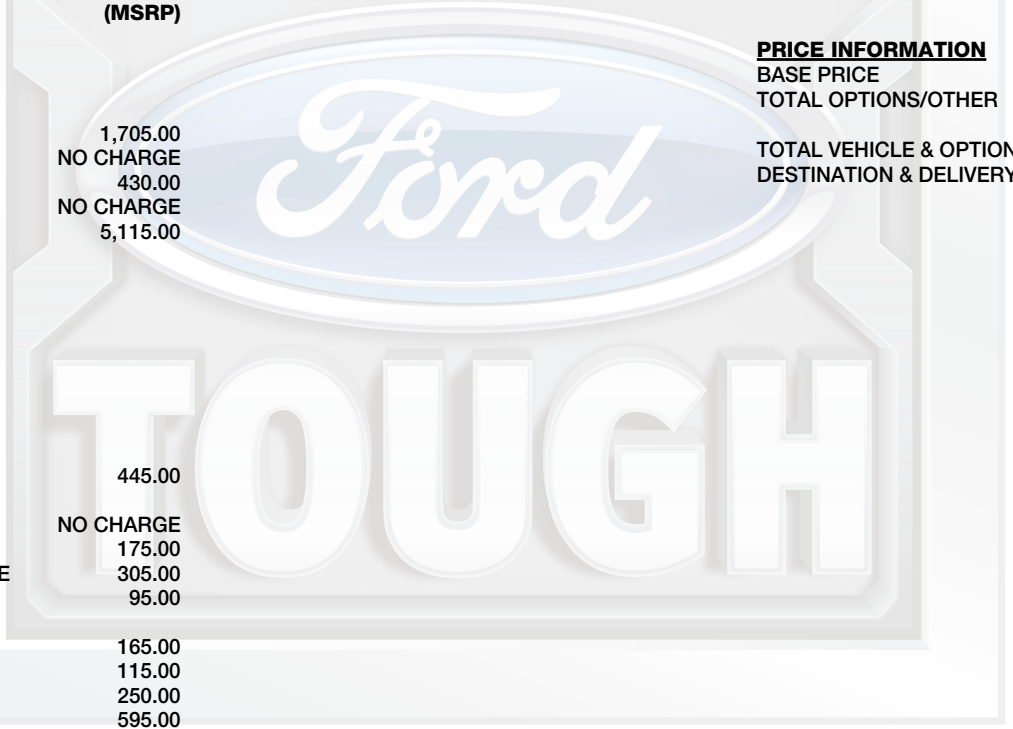 (MSRP)
PRICE INFORMATION
BASE PRICE
TOTAL OPTIONS/OTHER
TOTAL VEHICLE & OPTION
DESTINATION & DELIVERY
1,705.00
NO CHARGE
430.00
NO CHARGE
5,115.00
Ford
TOUGH
445.00
NO CHARGE
175.00
E 305.00
95.00
165.00
115.00
250.00
595.00